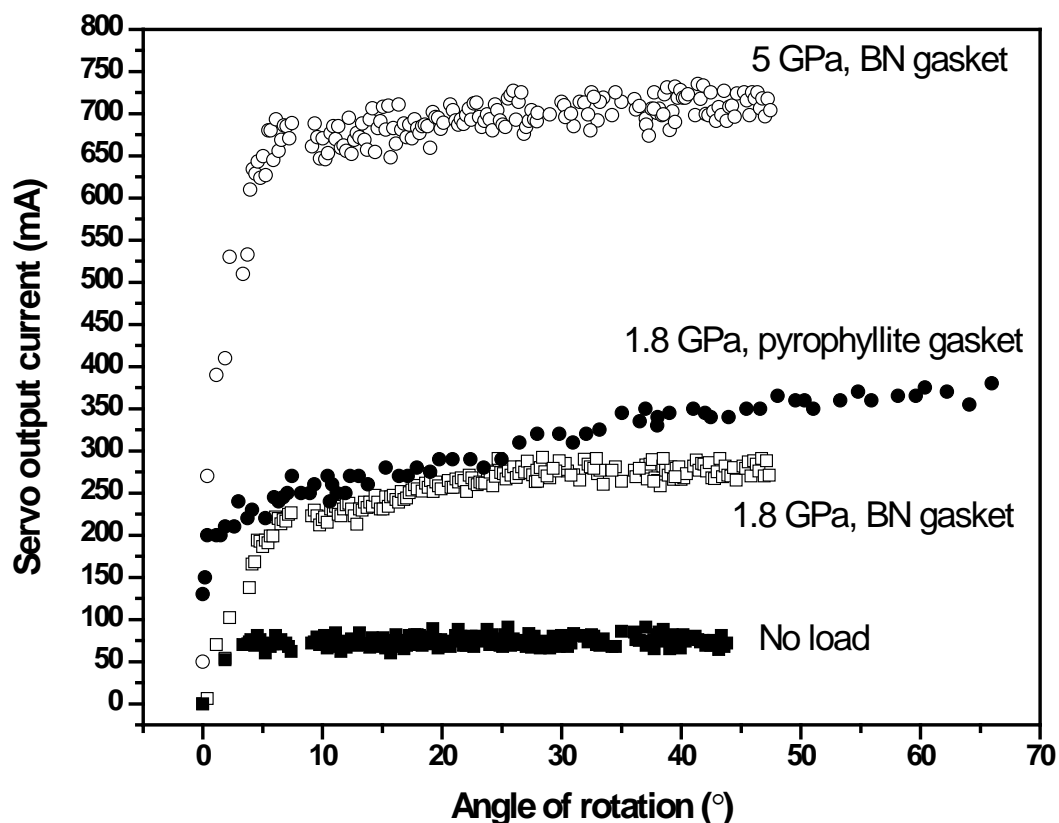 800
750
700
650
600
550
500
450
400
350
300
250
200
150
100
50
0
Servo output current (mA)
5 GPa, BN gasket
1.8 GPa, pyrophyllite gasket
1.8 GPa, BN gasket
No load
0 10 20 30 40 50 60 70
Angle of rotation (°)